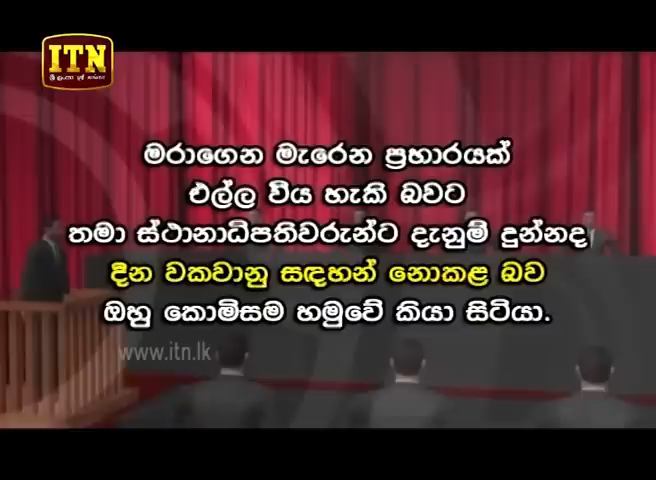 ITN
මරාගෙන මැරෙන ප්‍රහාරයක්
එල්ල විය හැකි බවට
තමා ස්ථානාධිපතිවරුන්ට දැනුම් දුන්නද
දීන වකවානු සඳහන් නොකළ බව
ඔහු කොමිසම හමුවේ කියා සිටියා.
www.itn.lk